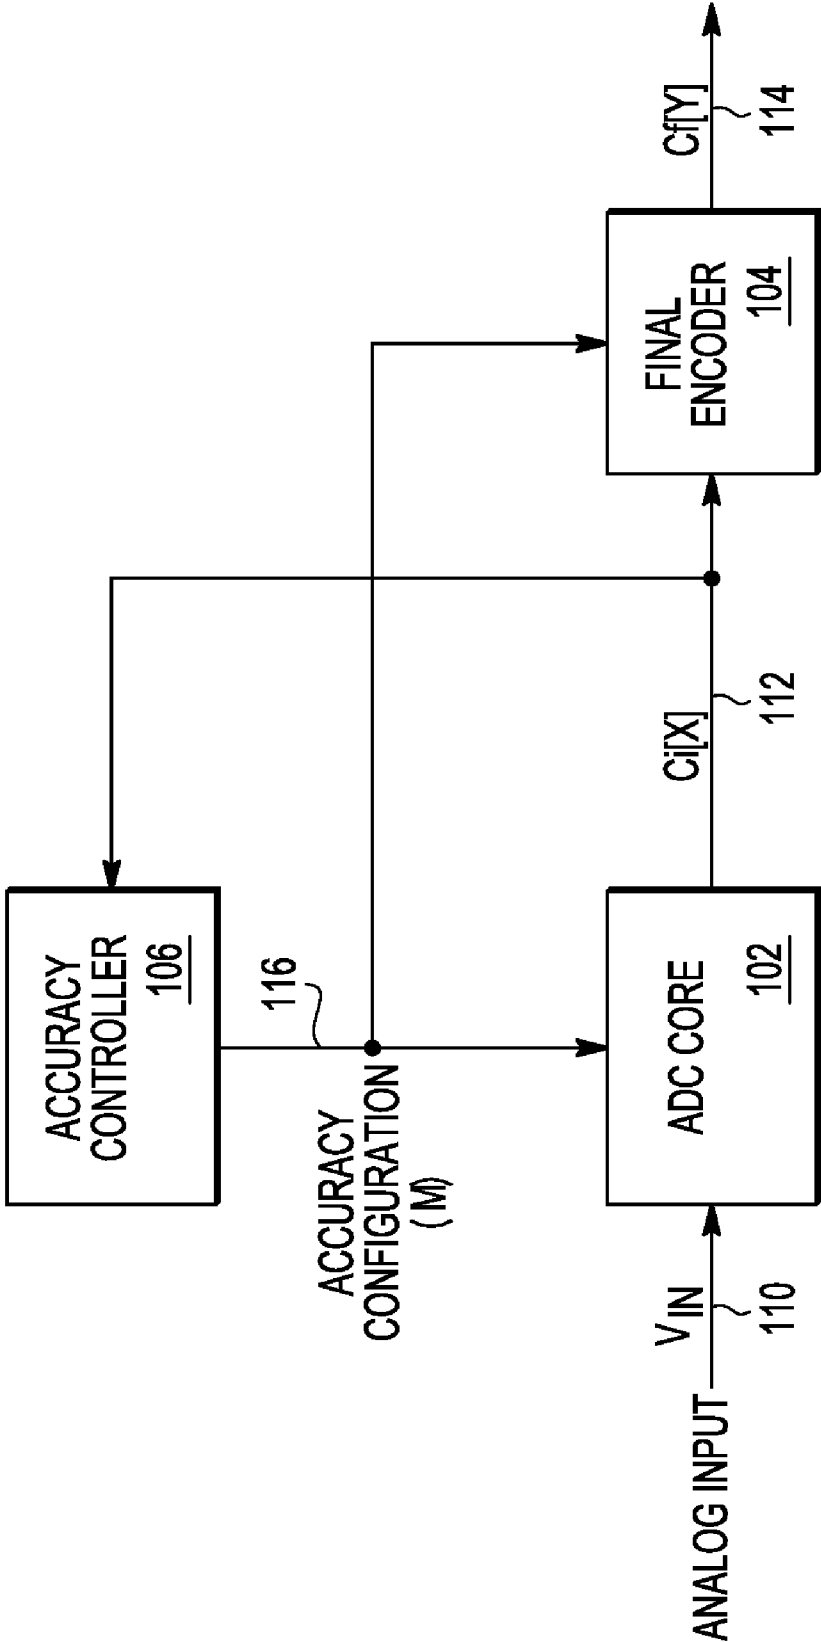 ACCURACY
CONTROLLER
106
116
ACCURACY
CONFIGURATION
(M)
ANALOG INPUT
VIN
110
ADC CORE
102
Ci[X]
112
FINAL
ENCODER
104
Cf[Y]
114